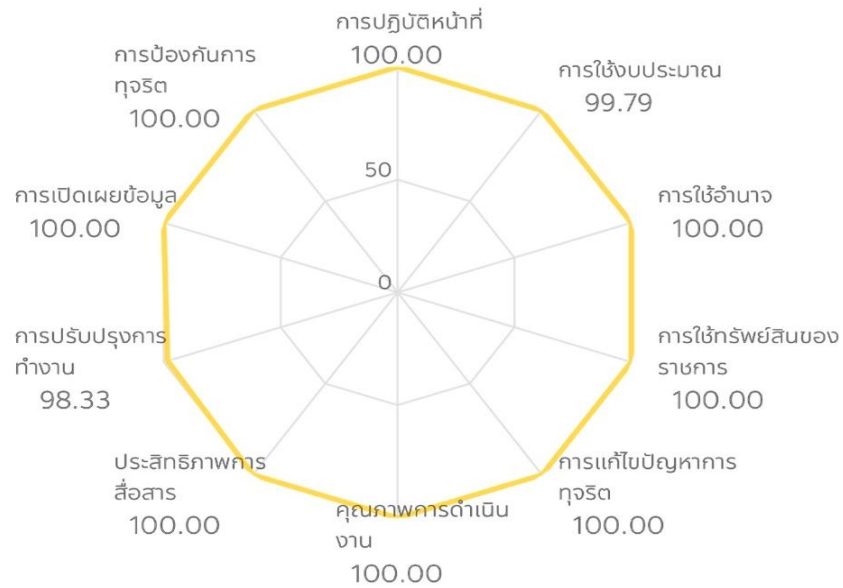 การปฏิบัติหน้าที่
100.00
การใช้งบประมาณ
99.79
การใช้อำนาจ
100.00
การใช้ทรัพย์สินของ
ราชการ
100.00
การแก้ไขปัญหาการ
ทุจริต
100.00
คุณภาพการดำเนิน
งาน
100.00
ประสิทธิภาพการ
สื่อสาร
100.00
การปรับปรุงการ
ทำงาน
98.33
การเปิดเผยข้อมูล
100.00
การป้องกันการ
ทุจริต
100.00
50
0